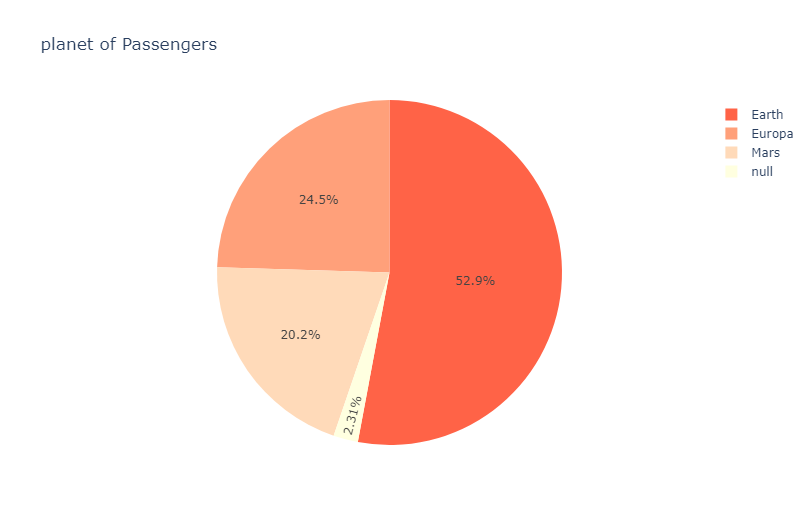 planet of Passengers
Earth
Europa
Mars
null
24.5%
52.9%
20.2%
2.31%